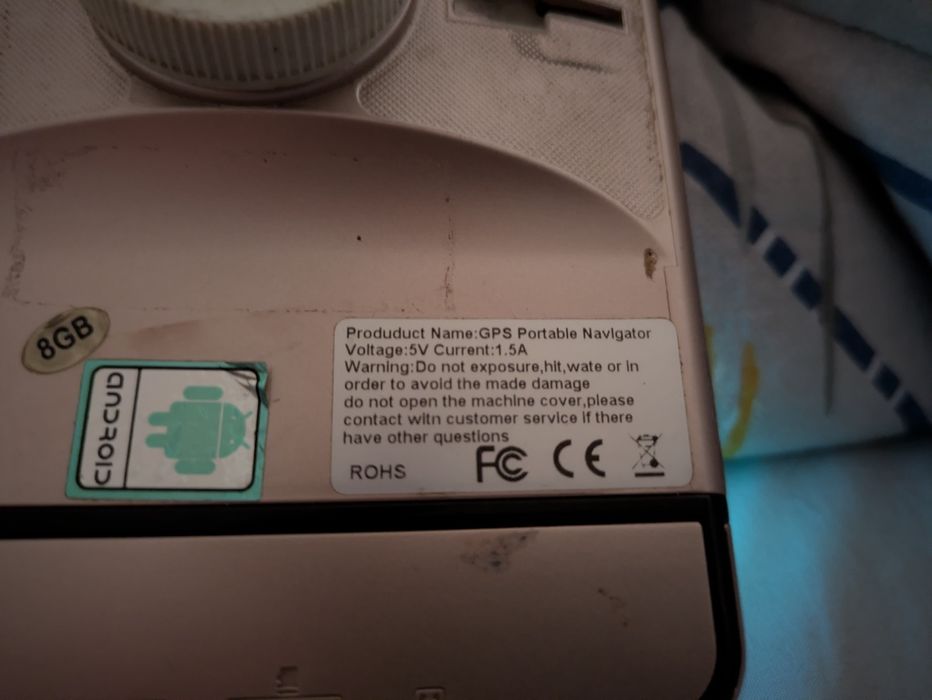 8GB
Produduct Name:GPS Portable Navigator
Voltage:5V Current:1.5A
Warning:Do not exposure,hit,wate or in
order to avoid the made damage
do not open the machine cover,please
contact witn customer service if there
have other questions
ROHS FC CE